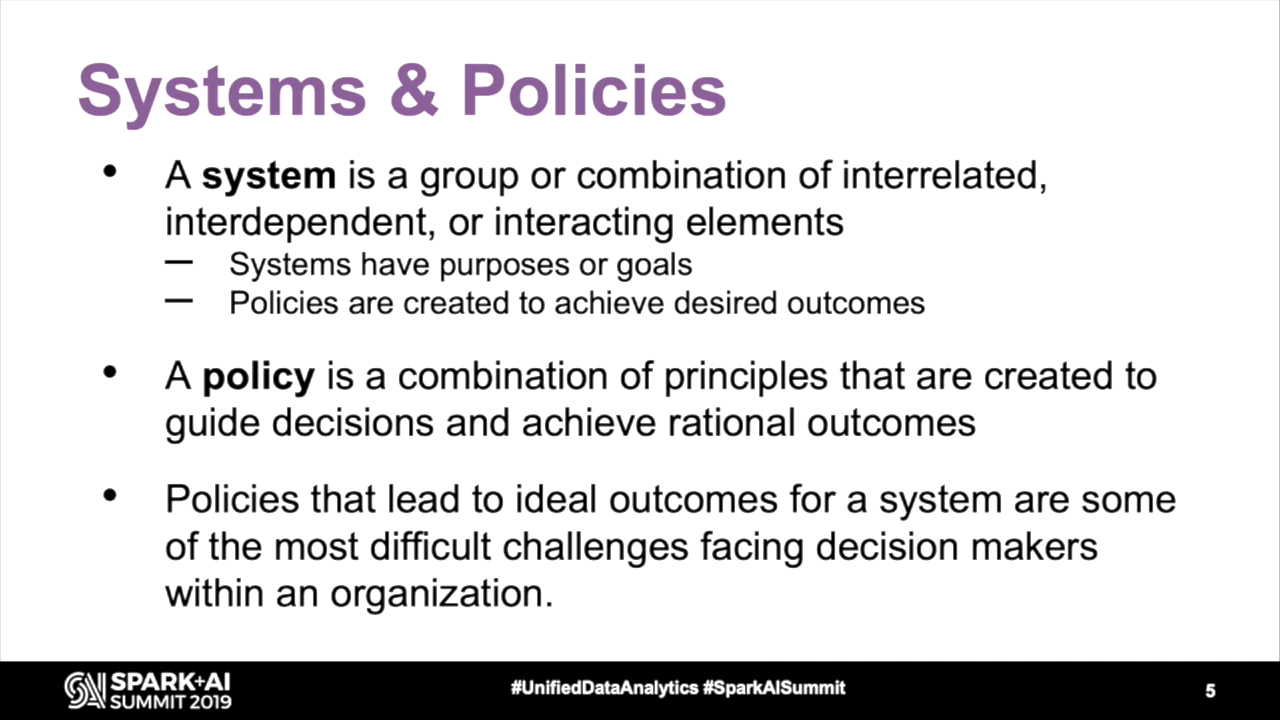 Systems & Policies
• A system is a group or combination of interrelated,
interdependent, or interacting elements
– Systems have purposes or goals
– Policies are created to achieve desired outcomes
• A policy is a combination of principles that are created to
guide decisions and achieve rational outcomes
• Policies that lead to ideal outcomes for a system are some
of the most difficult challenges facing decision makers
within an organization.
SPARK+AI
SUMMIT 2019
#UnifiedDataAnalytics #SparkAISummit
5